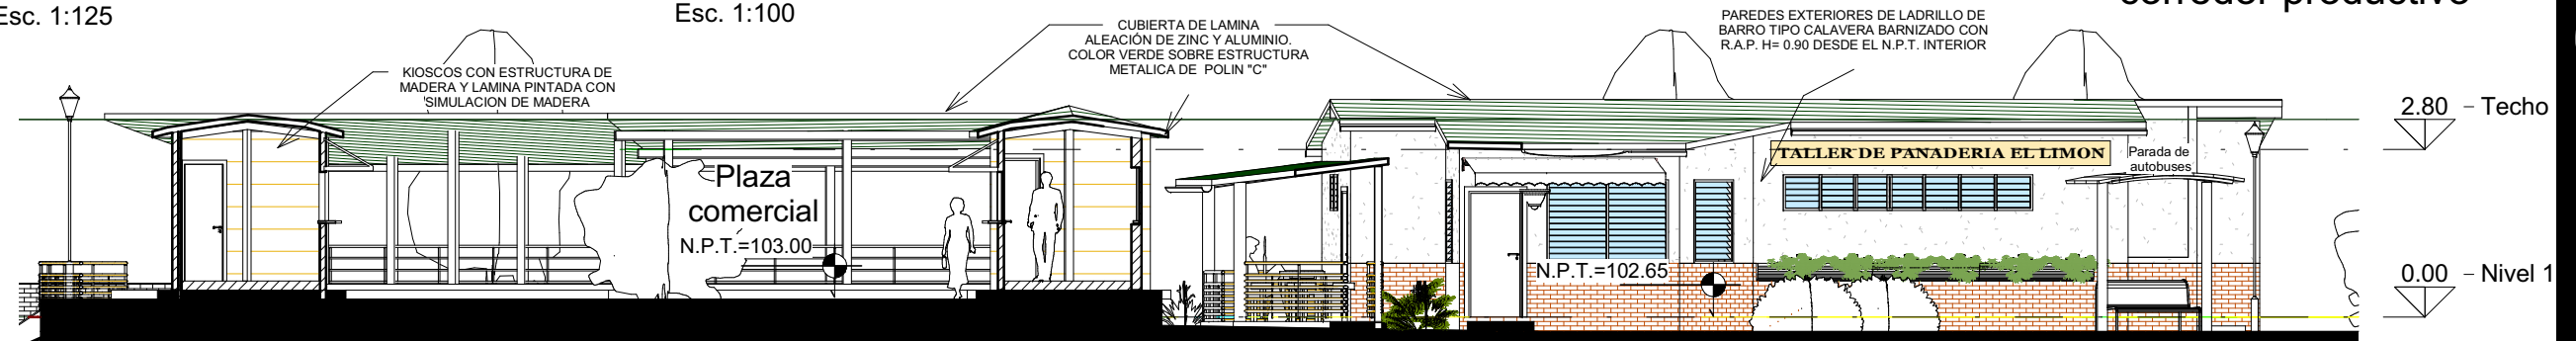 Esc. 1:125
Esc. 1:100
corredor productivo
CUBIERTA DE LAMINA
ALEACIÓN DE ZINC Y ALUMINIO.
COLOR VERDE SOBRE ESTRUCTURA
METALICA DE POLIN "C"
PAREDES EXTERIORES DE LADRILLO DE
BARRO TIPO CALAVERA BARNIZADO CON
R.A.P. H= 0.90 DESDE EL N.P.T. INTERIOR
KIOSCOS CON ESTRUCTURA DE
MADERA Y LAMINA PINTADA CON
SIMULACION DE MADERA
2.80 - Techo
TALLER DE PANADERIA EL LIMON
Parada de
autobuses
Plaza
comercial
N.P.T.=103.00
N.P.T.=102.65
0.00 - Nivel 1